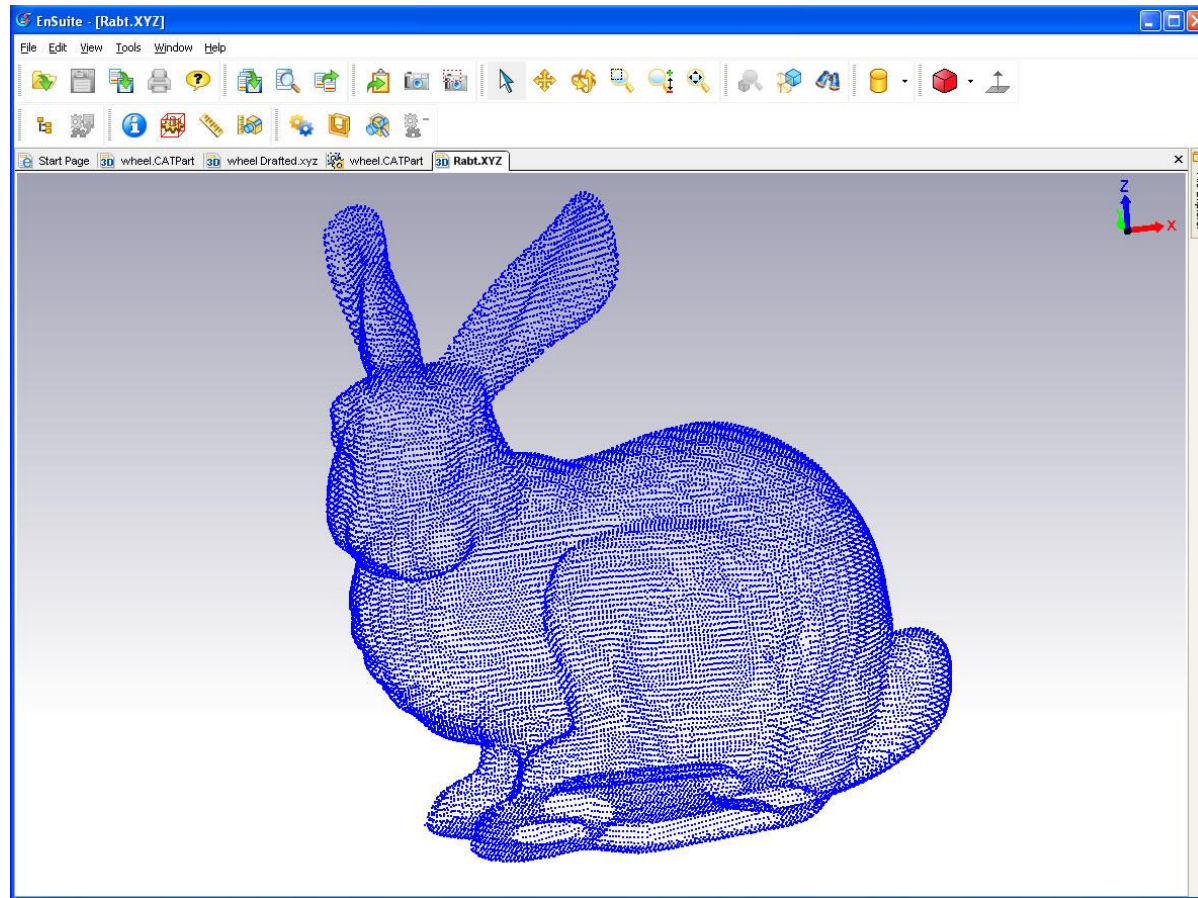 EnSuite - [Rabt.XYZ]
File Edit View Tools Window Help
Start Page wheel.CATPart wheel Drafted.xyz wheel.CATPart Rabt.XYZ
Z
X